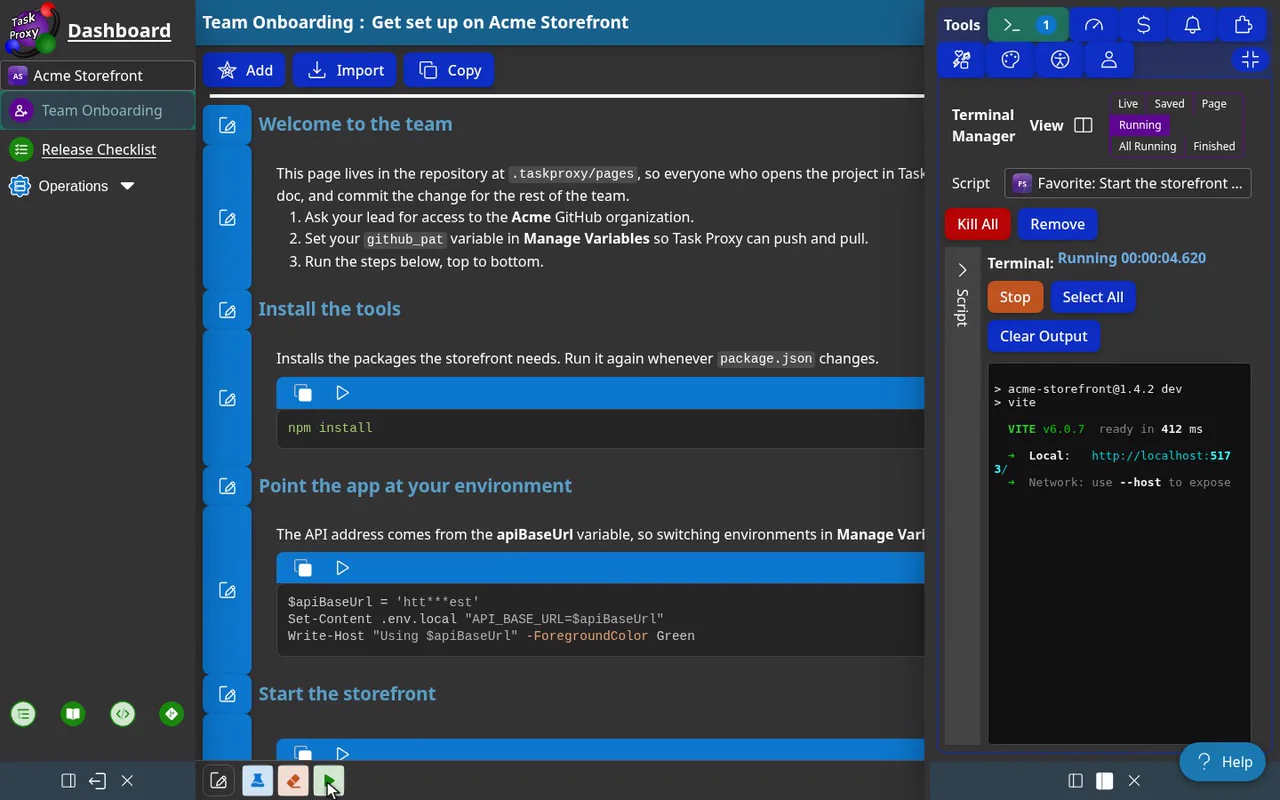 Task
Proxy
Dashboard
AS Acme Storefront
Team Onboarding
Release Checklist
Operations
Team Onboarding : Get set up on Acme Storefront
Add
Import
Copy
Welcome to the team
This page lives in the repository at .taskproxy/pages, so everyone who opens the project in Task
doc, and commit the change for the rest of the team.
1. Ask your lead for access to the Acme GitHub organization.
2. Set your github_pat variable in Manage Variables so Task Proxy can push and pull.
3. Run the steps below, top to bottom.
Install the tools
Installs the packages the storefront needs. Run it again whenever package.json changes.
npm install
Point the app at your environment
The API address comes from the apiBaseUrl variable, so switching environments in Manage Vari
$apiBaseUrl = 'htt***est'
Set-Content .env.local "API_BASE_URL=$apiBaseUrl"
Write-Host "Using $apiBaseUrl" -ForegroundColor Green
Start the storefront
Tools
1
Terminal
Manager
View
Live Saved Page
Running
All Running Finished
Script
FS Favorite: Start the storefront ...
Kill All
Remove
Script
Terminal: Running 00:00:04.620
Stop
Select All
Clear Output
> acme-storefront@1.4.2 dev
> vite
VITE v6.0.7 ready in 412 ms
➜ Local: http://localhost:517
3/
➜ Network: use --host to expose
? Help